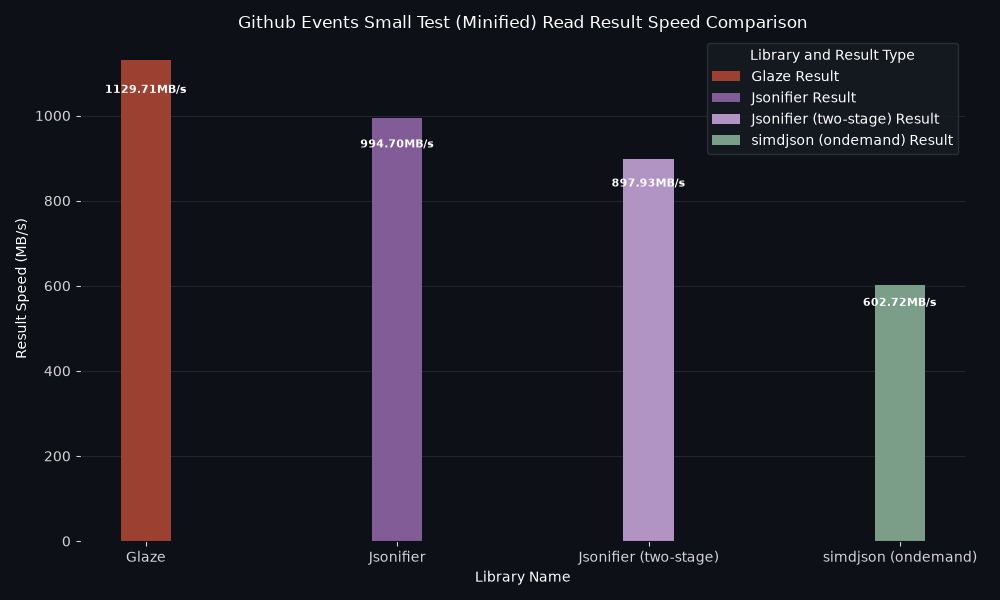 Github Events Small Test (Minified) Read Result Speed Comparison
Library and Result Type
Glaze Result
Jsonifier Result
Jsonifier (two-stage) Result
simdjson (ondemand) Result
1129.71MB/s
994.70MB/s
897.93MB/s
602.72MB/s
Result Speed (MB/s)
1000
800
600
400
200
0
Glaze
Jsonifier
Jsonifier (two-stage)
simdjson (ondemand)
Library Name